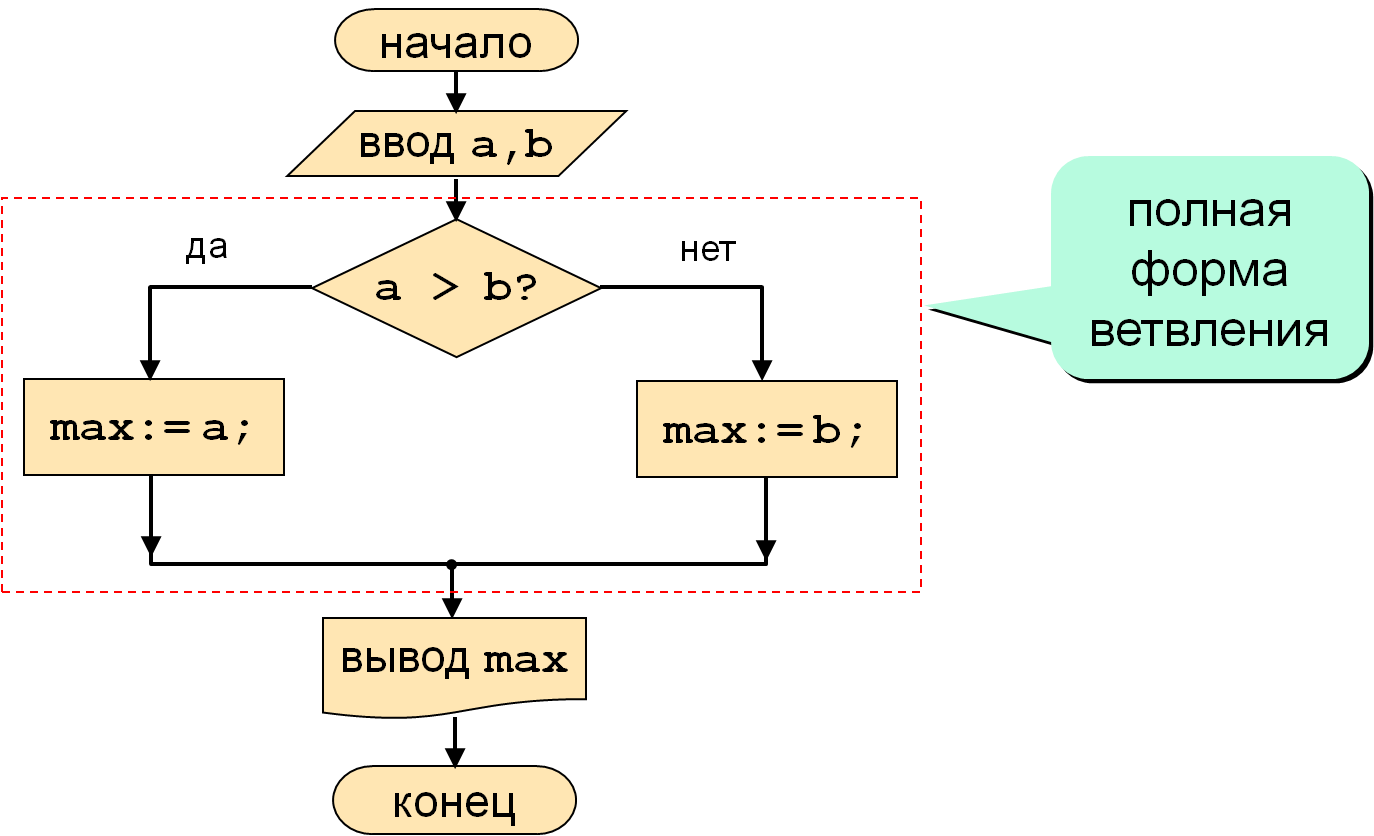 начало
ввод a,b
да
нет
a > b?
max:= a;
max:= b;
вывод max
конец
полная
форма
ветвления